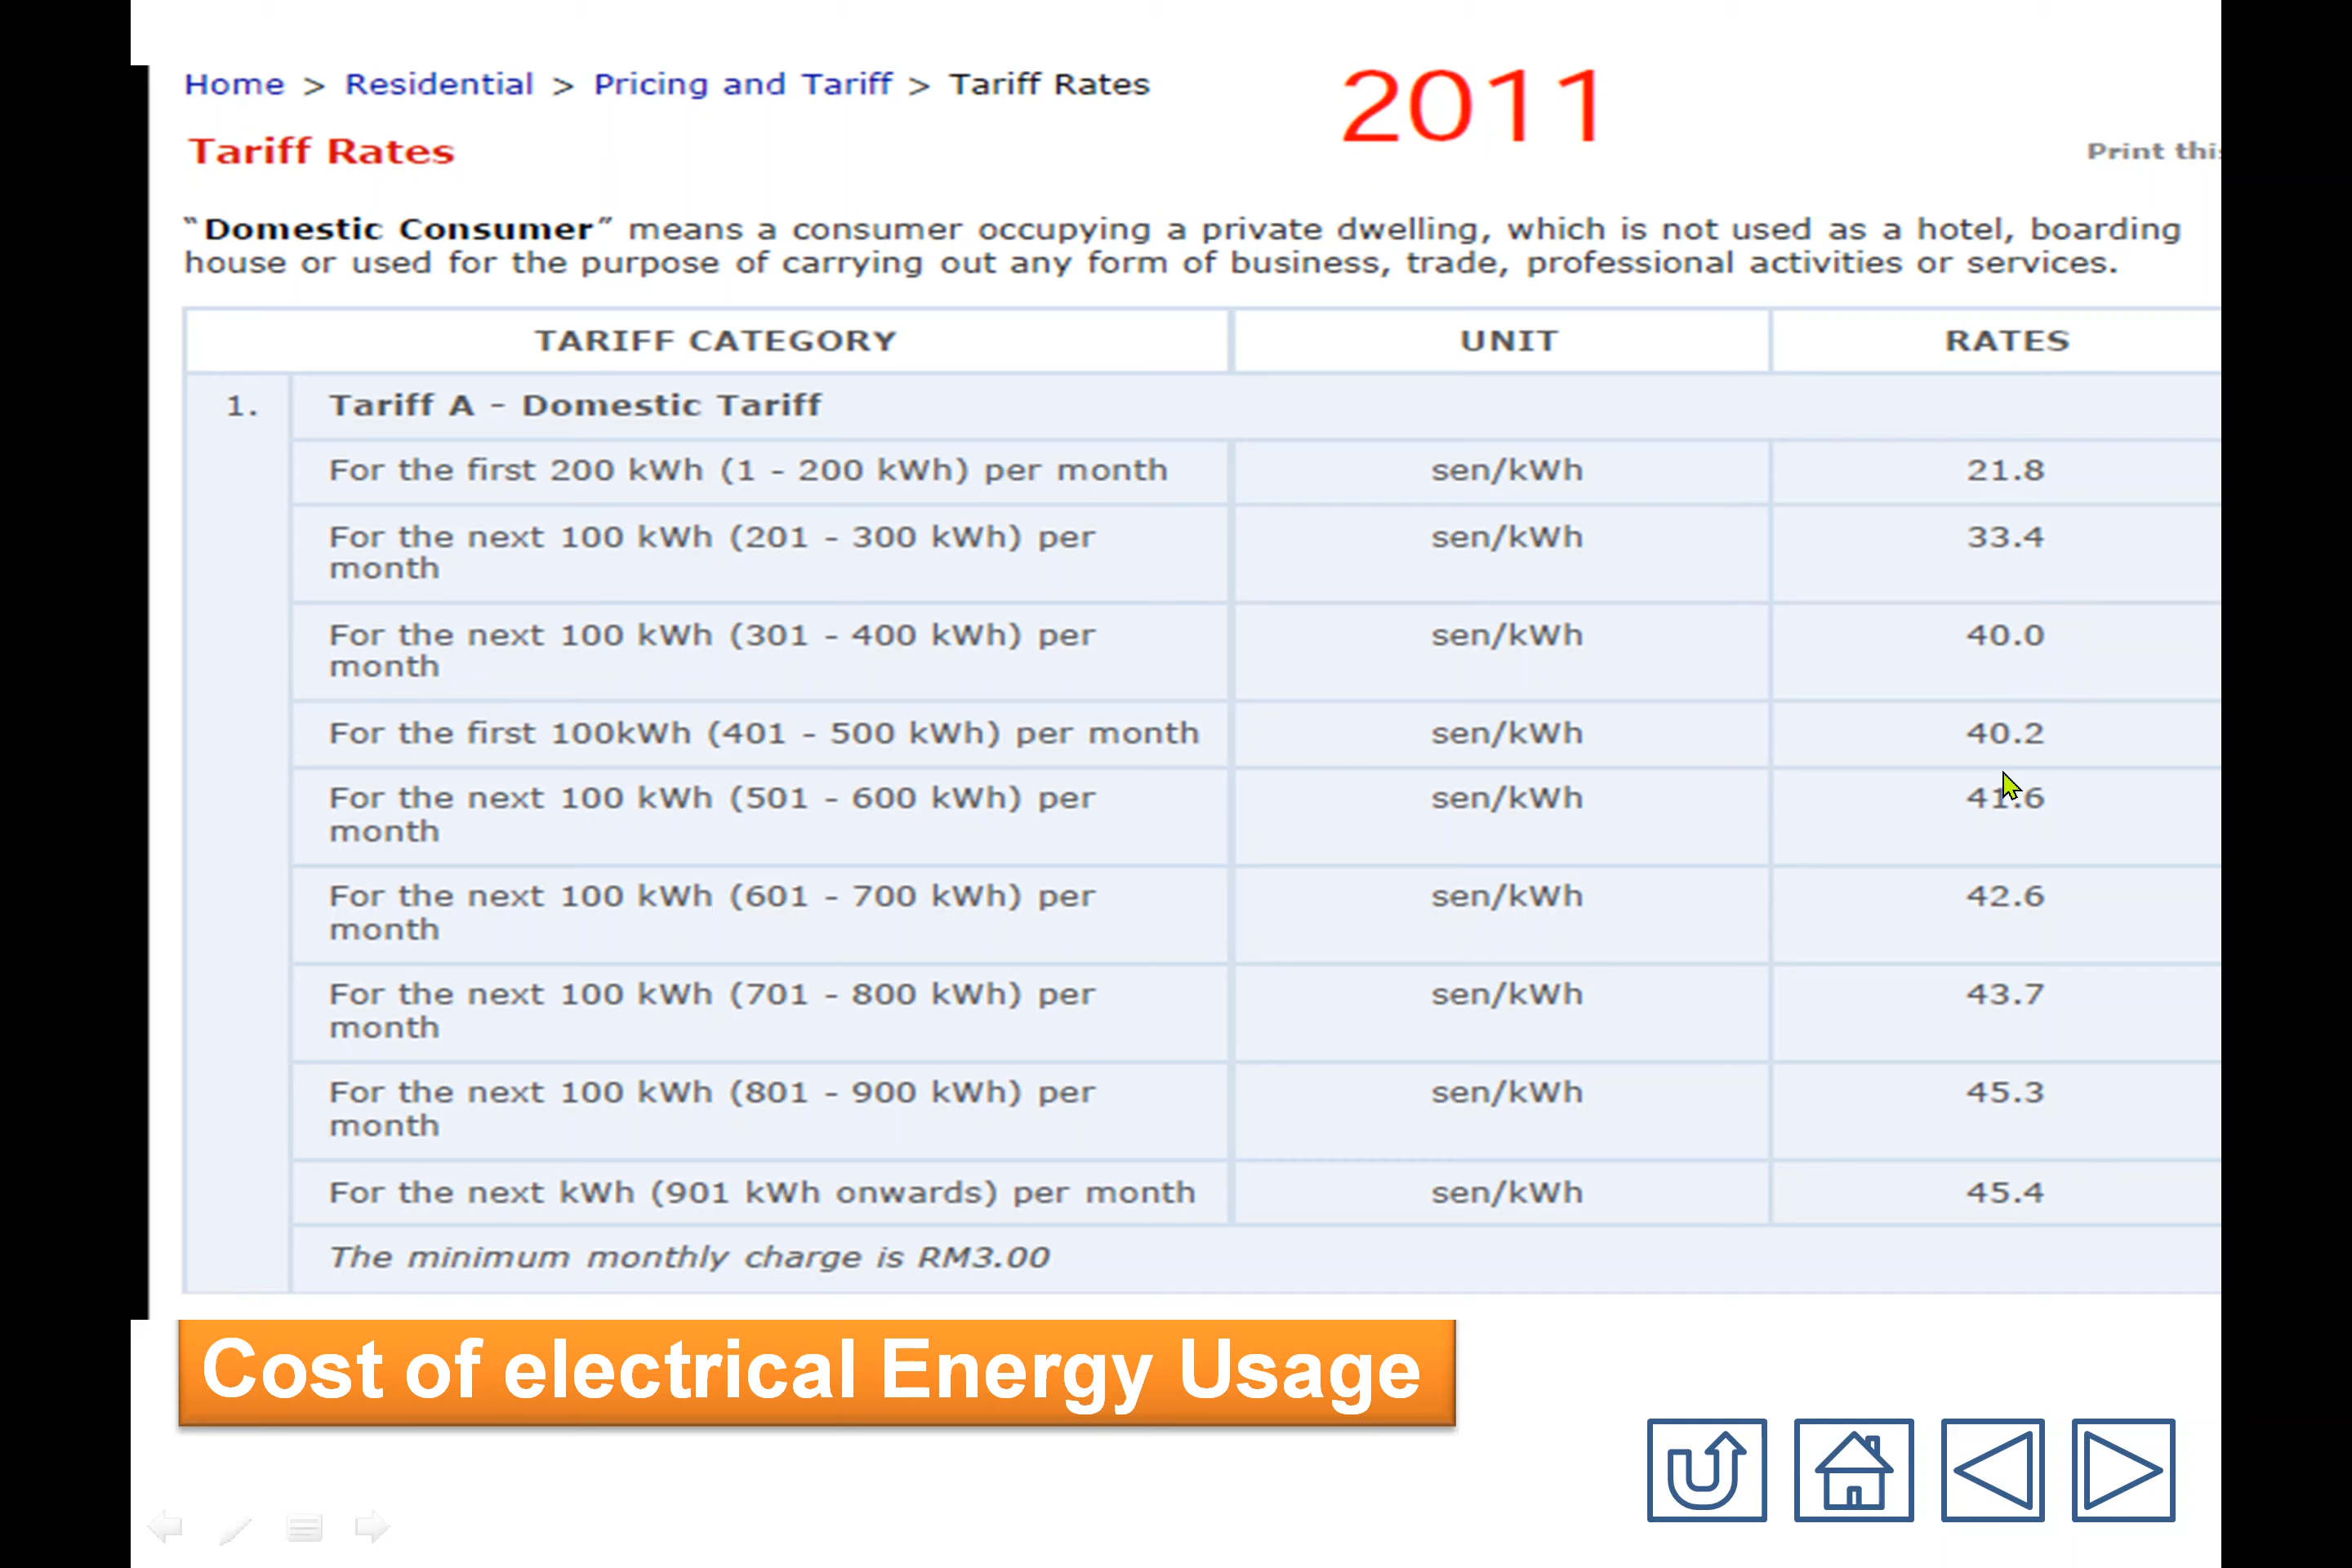 Home > Residential > Pricing and Tariff > Tariff Rates
2011
Tariff Rates
Print this
“Domestic Consumer” means a consumer occupying a private dwelling, which is not used as a hotel, boarding
house or used for the purpose of carrying out any form of business, trade, professional activities or services.
TARIFF CATEGORY UNIT RATES
1. Tariff A - Domestic Tariff
For the first 200 kWh (1 - 200 kWh) per month sen/kWh 21.8
For the next 100 kWh (201 - 300 kWh) per sen/kWh 33.4
month
For the next 100 kWh (301 - 400 kWh) per sen/kWh 40.0
month
For the first 100kWh (401 - 500 kWh) per month sen/kWh 40.2
For the next 100 kWh (501 - 600 kWh) per sen/kWh 41.6
month
For the next 100 kWh (601 - 700 kWh) per sen/kWh 42.6
month
For the next 100 kWh (701 - 800 kWh) per sen/kWh 43.7
month
For the next 100 kWh (801 - 900 kWh) per sen/kWh 45.3
month
For the next kWh (901 kWh onwards) per month sen/kWh 45.4
The minimum monthly charge is RM3.00
Cost of electrical Energy Usage